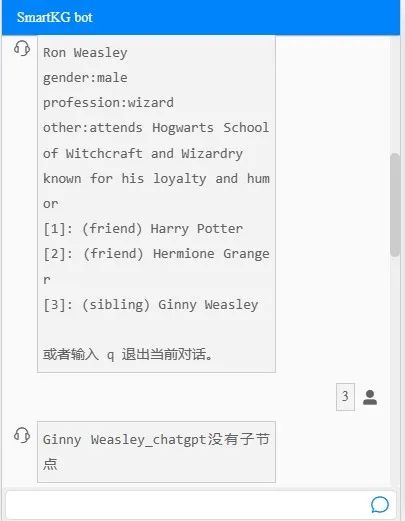 SmartKG bot
Ron Weasley
gender:male
profession:wizard
other:attends Hogwarts School
of Witchcraft and Wizardry
known for his loyalty and hum
or
[1]: (friend) Harry Potter
[2]: (friend) Hermione Grange
r
[3]: (sibling) Ginny Weasley
或者输入 q 退出当前对话。
3
Ginny Weasley_chatgpt没有子节
点